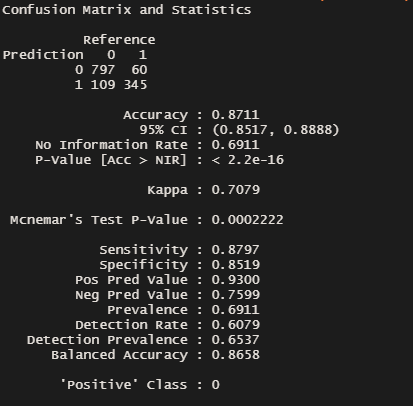 Confusion Matrix and Statistics
Reference
Prediction 0 1
0 797 60
1 109 345
Accuracy : 0.8711
95% CI : (0.8517, 0.8888)
No Information Rate : 0.6911
P-Value [Acc > NIR] : < 2.2e-16
Kappa : 0.7079
Mcnemar's Test P-Value : 0.0002222
Sensitivity : 0.8797
Specificity : 0.8519
Pos Pred Value : 0.9300
Neg Pred Value : 0.7599
Prevalence : 0.6911
Detection Rate : 0.6079
Detection Prevalence : 0.6537
Balanced Accuracy : 0.8658
'Positive' Class : 0